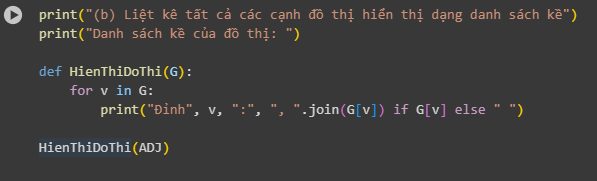 print("(b) Liệt kê tất cả các cạnh đồ thị hiển thị dạng danh sách kề")
print("Danh sách kề của đồ thị: ")
def HienThiDoThi(G):
for v in G:
print("Đỉnh", v, ":", ", ".join(G[v]) if G[v] else " ")
HienThiDoThi(ADJ)